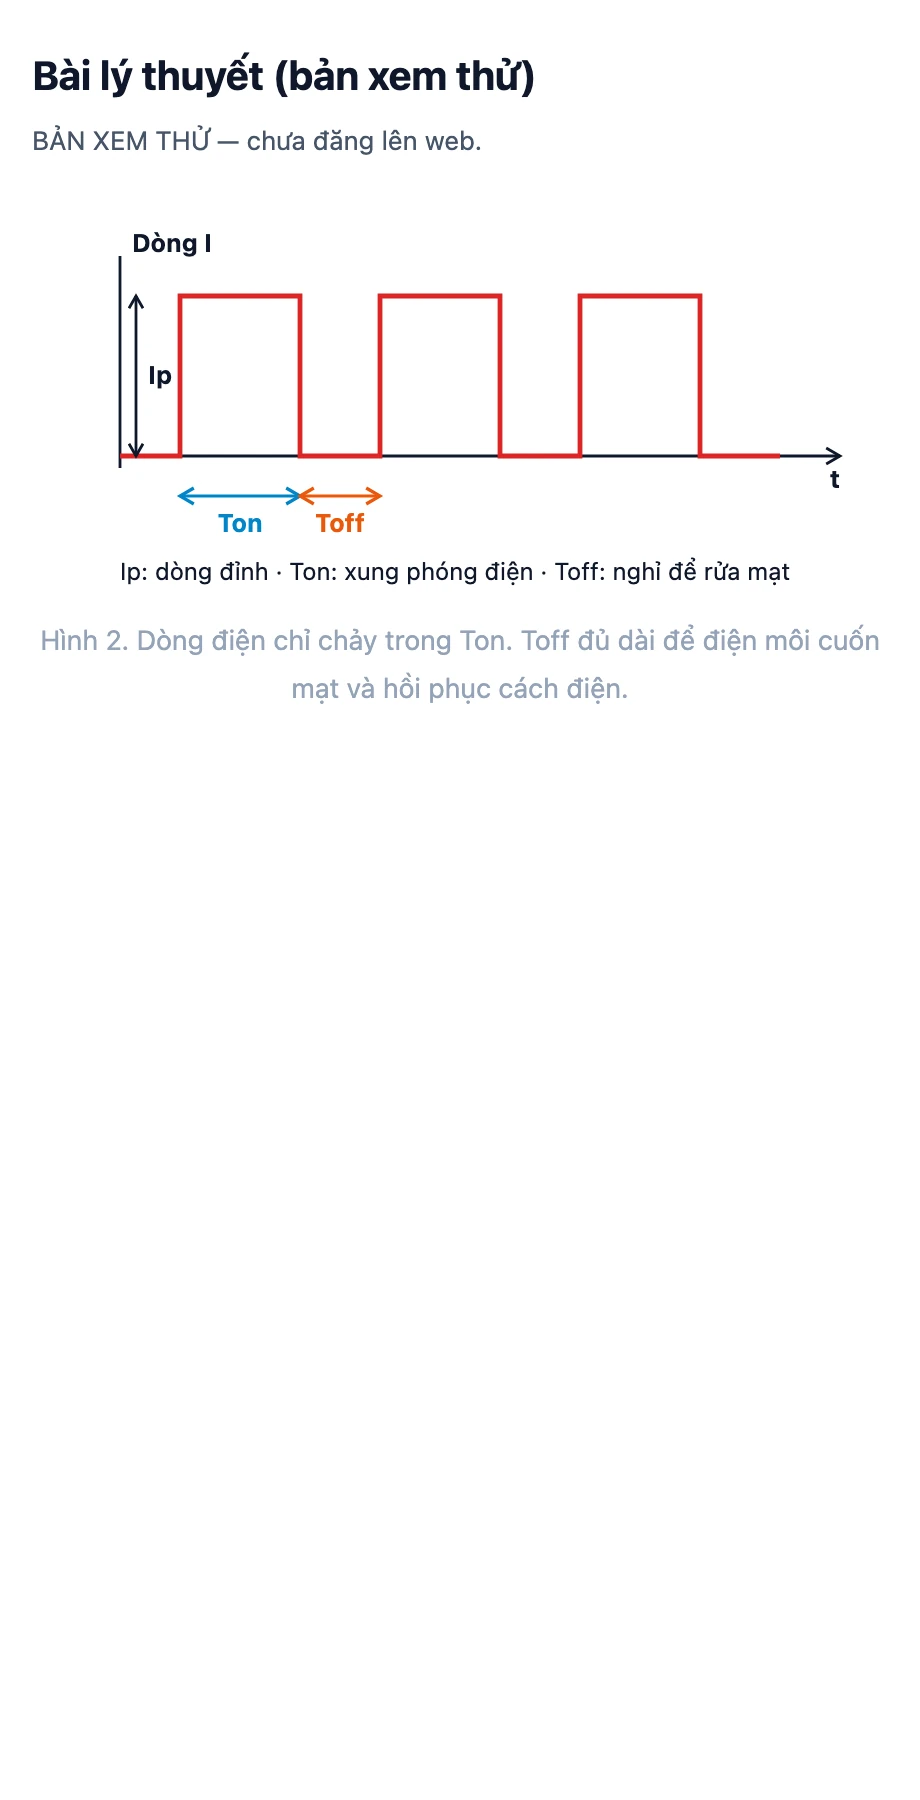 Bài lý thuyết (bản xem thử)
BẢN XEM THỬ — chưa đăng lên web.
Dòng I
Ip
t
Ton
Toff
Ip: dòng đỉnh · Ton: xung phóng điện · Toff: nghỉ để rửa mạt
Hình 2. Dòng điện chỉ chảy trong Ton. Toff đủ dài để điện môi cuốn
mạt và hồi phục cách điện.